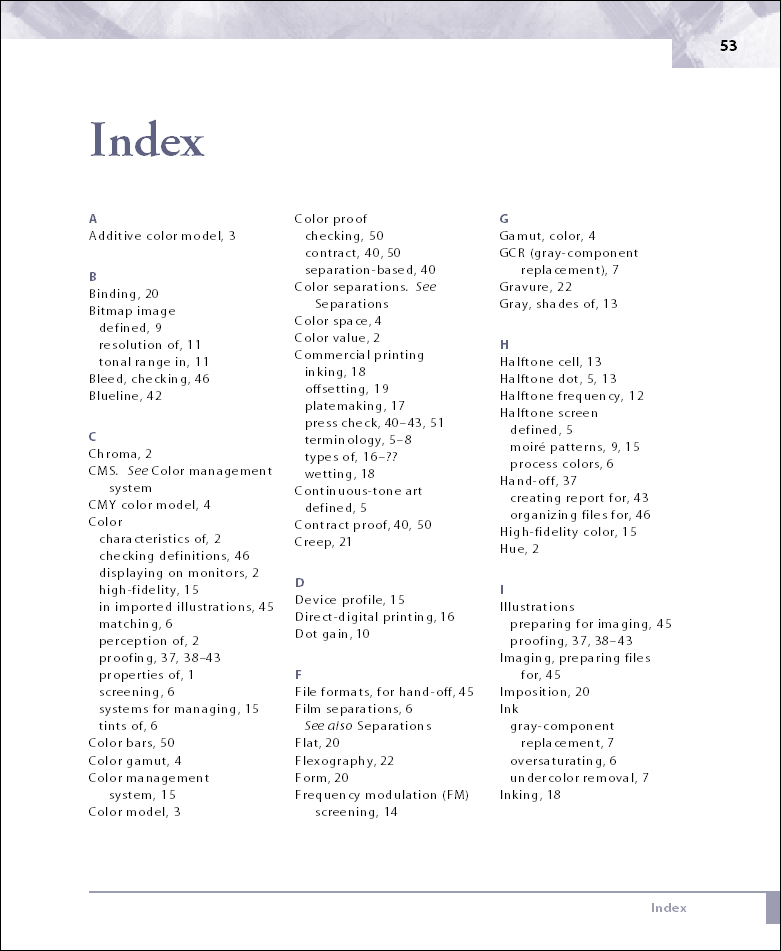 53
Index
A
Additive color model, 3
B
Binding, 20
Bitmap image
defined, 9
resolution of, 11
tonal range in, 11
Bleed, checking, 46
Blueline, 42
C
Chroma, 2
CMS. See Color management
system
CMY color model, 4
Color
characteristics of, 2
checking definitions, 46
displaying on monitors, 2
high-fidelity, 15
in imported illustrations, 45
matching, 6
perception of, 2
proofing, 37, 38–43
properties of, 1
screening, 6
systems for managing, 15
tints of, 6
Color bars, 50
Color gamut, 4
Color management
system, 15
Color model, 3
Color proof
checking, 50
contract, 40, 50
separation-based, 40
Color separations. See
Separations
Color space, 4
Color value, 2
Commercial printing
inking, 18
offsetting, 19
platemaking, 17
press check, 40–43, 51
terminology, 5–8
types of, 16–??
wetting, 18
Continuous-tone art
defined, 5
Contract proof, 40, 50
Creep, 21
D
Device profile, 15
Direct-digital printing, 16
Dot gain, 10
F
File formats, for hand-off, 45
Film separations, 6
See also Separations
Flat, 20
Flexography, 22
Form, 20
Frequency modulation (FM)
screening, 14
G
Gamut, color, 4
GCR (gray-component
replacement), 7
Gravure, 22
Gray, shades of, 13
H
Halftone cell, 13
Halftone dot, 5, 13
Halftone frequency, 12
Halftone screen
defined, 5
moiré patterns, 9, 15
process colors, 6
Hand-off, 37
creating report for, 43
organizing files for, 46
High-fidelity color, 15
Hue, 2
I
Illustrations
preparing for imaging, 45
proofing, 37, 38–43
Imaging, preparing files
for, 45
Imposition, 20
Ink
gray-component
replacement, 7
oversaturating, 6
undercolor removal, 7
Inking, 18
Index